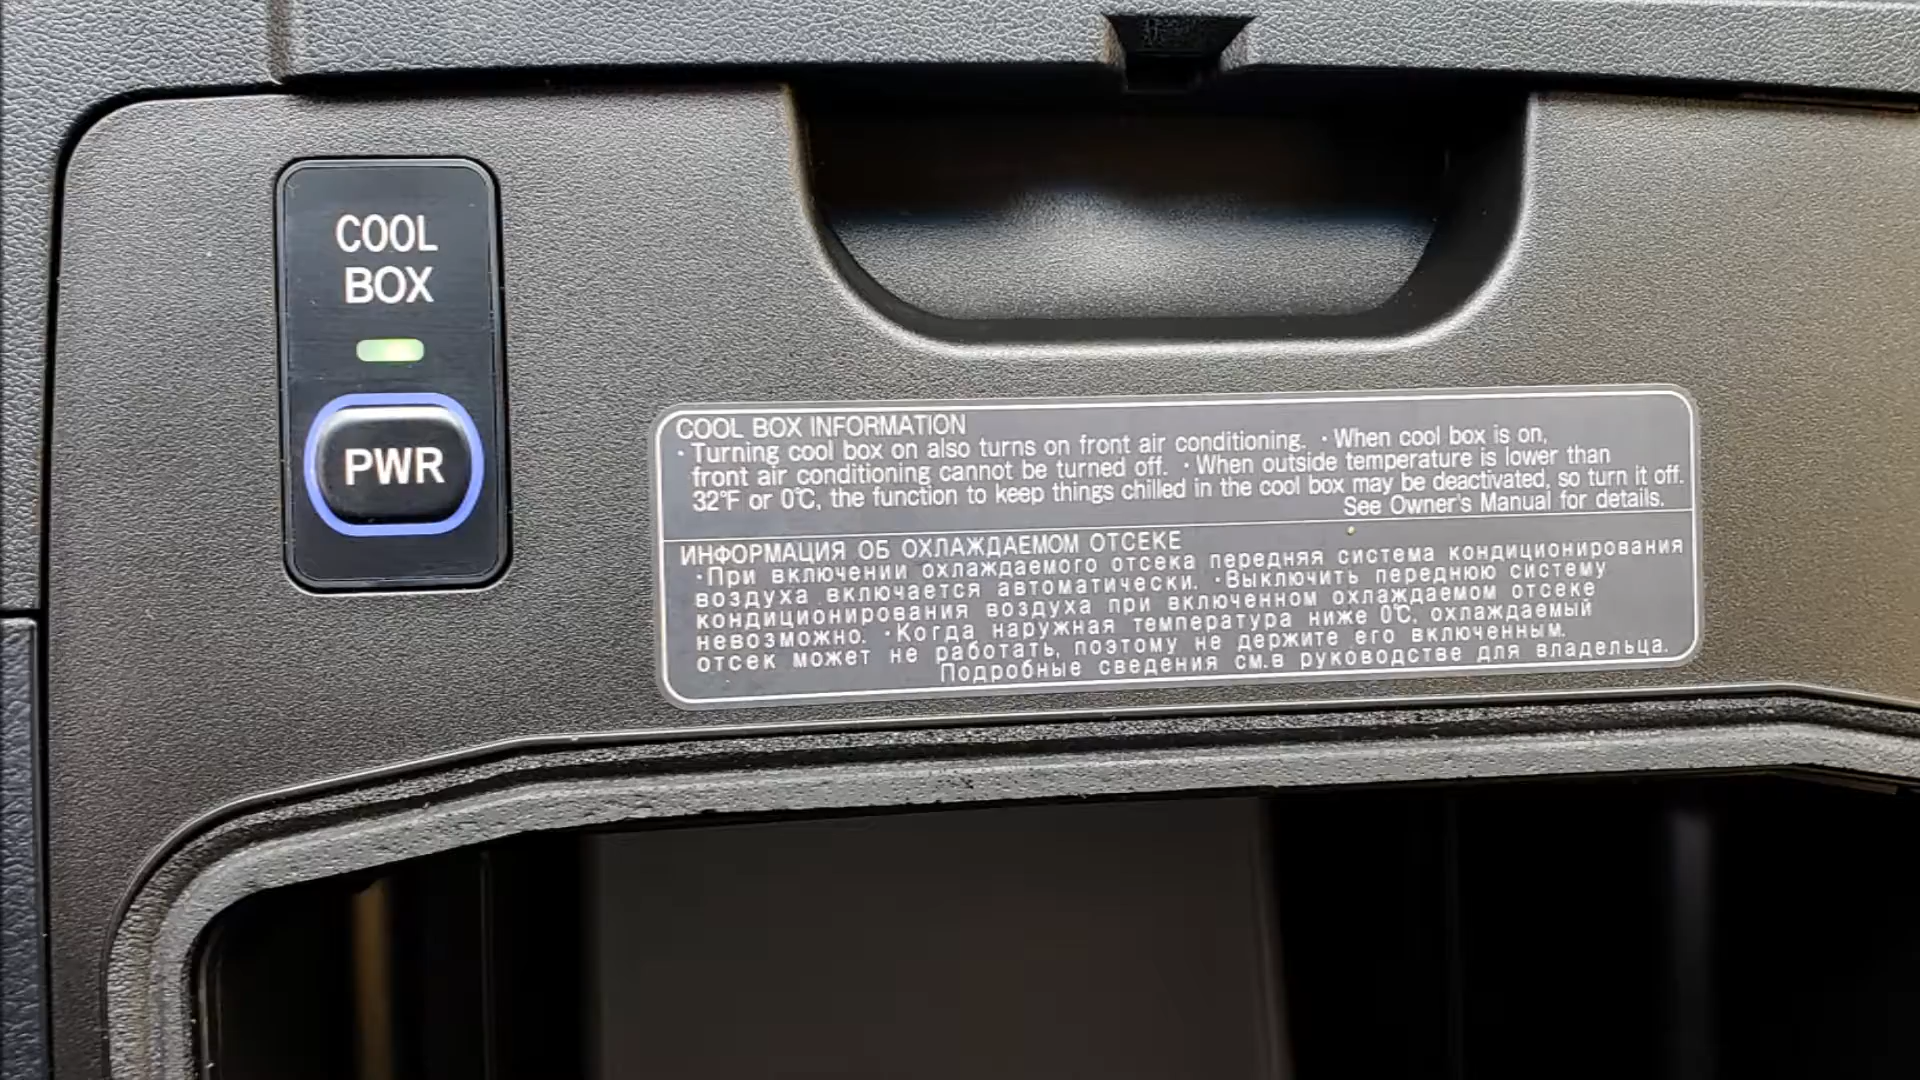 COOL
BOX
PWR
COOL BOX INFORMATION
· Turning cool box on also turns on front air conditioning. · When cool box is on,
front air conditioning cannot be turned off. · When outside temperature is lower than
32°F or 0℃, the function to keep things chilled in the cool box may be deactivated, so turn it off.
See Owner's Manual for details.
ИНФОРМАЦИЯ ОБ ОХЛАЖДАЕМОМ ОТСЕКЕ
·При включении охлаждаемого отсека передняя система кондиционирования
воздуха включается автоматически. ·Выключить переднюю систему
кондиционирования воздуха при включенном охлаждаемом отсеке
невозможно. ·Когда наружная температура ниже 0℃, охлаждаемый
отсек может не работать, поэтому не держите его включенным.
Подробные сведения см.в руководстве для владельца.